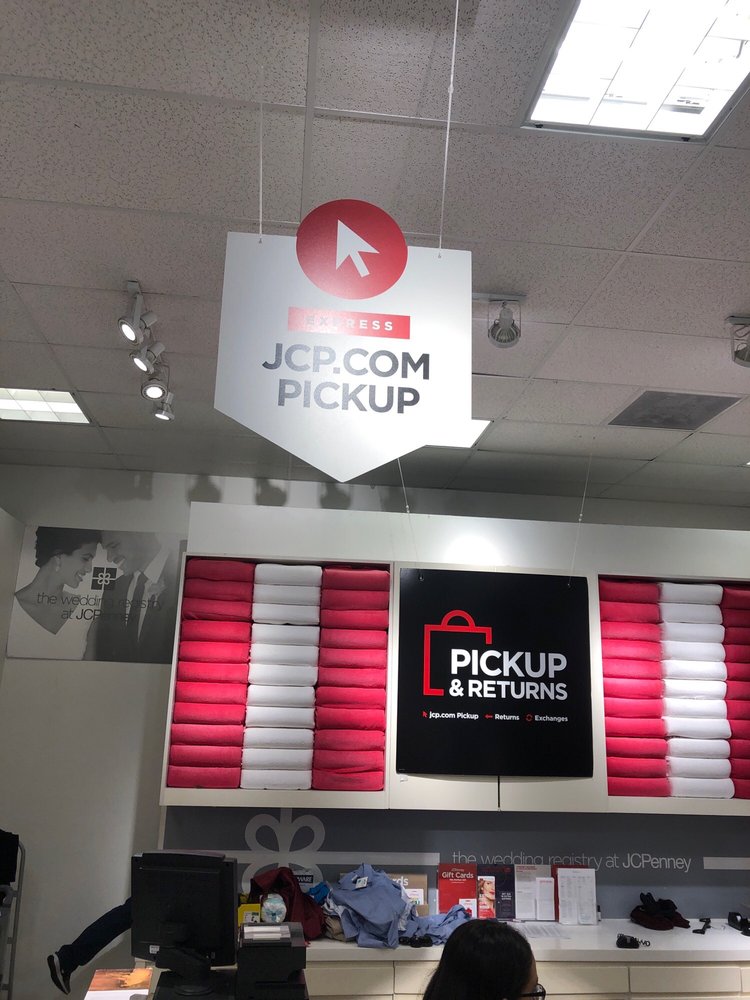 EXPRESS
JCP.COM
PICKUP
the wedding registry
at JCPenney
PICKUP
& RETURNS
jcp.com Pickup Returns Exchanges
the wedding registry at JCPenney
Gift Cards